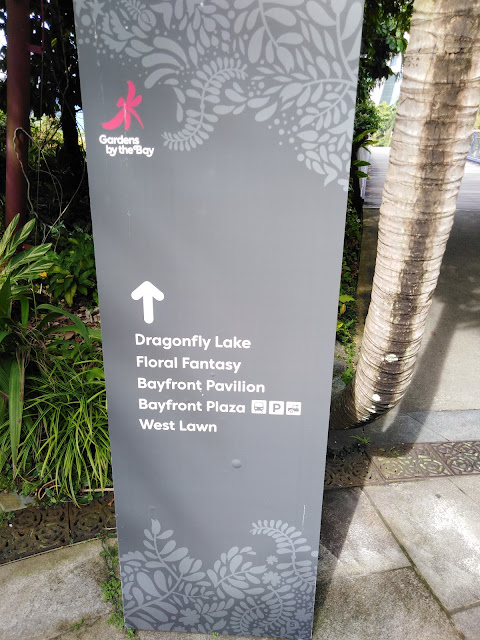 Gardens
by the Bay
Dragonfly Lake
Floral Fantasy
Bayfront Pavilion
Bayfront Plaza P
West Lawn